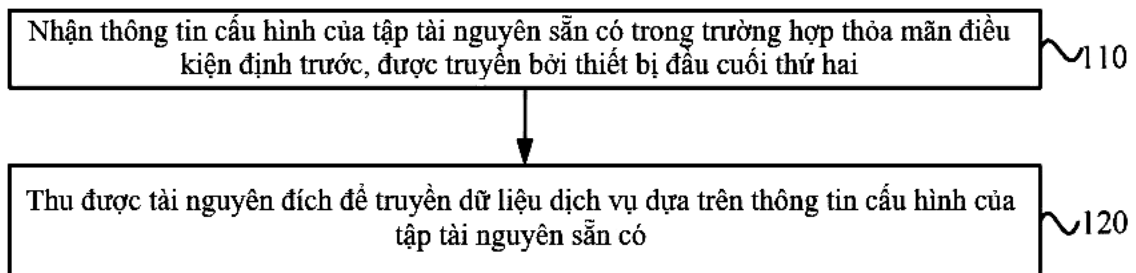 Nhận thông tin cấu hình của tập tài nguyên sẵn có trong trường hợp thỏa mãn điều
kiện định trước, được truyền bởi thiết bị đầu cuối thứ hai
110
Thu được tài nguyên đích để truyền dữ liệu dịch vụ dựa trên thông tin cấu hình của
tập tài nguyên sẵn có
120